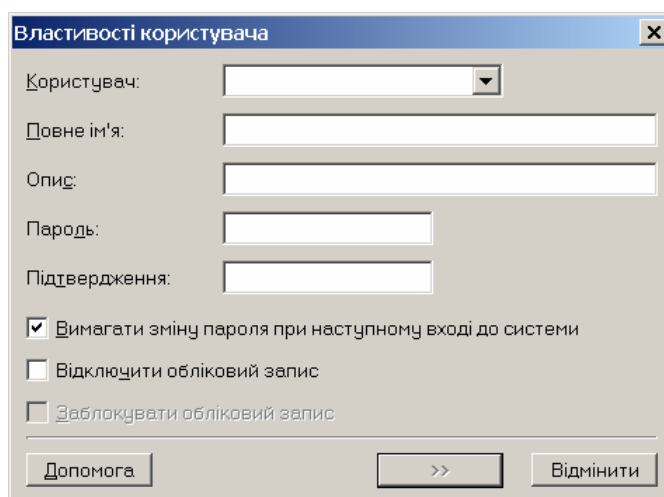 Властивості користувача
Користувач:
Повне ім'я:
Опис:
Пароль:
Підтвердження:
Вимагати зміну пароля при наступному вході до системи
Відключити обліковий запис
Заблокувати обліковий запис
Допомога >> Відмінити